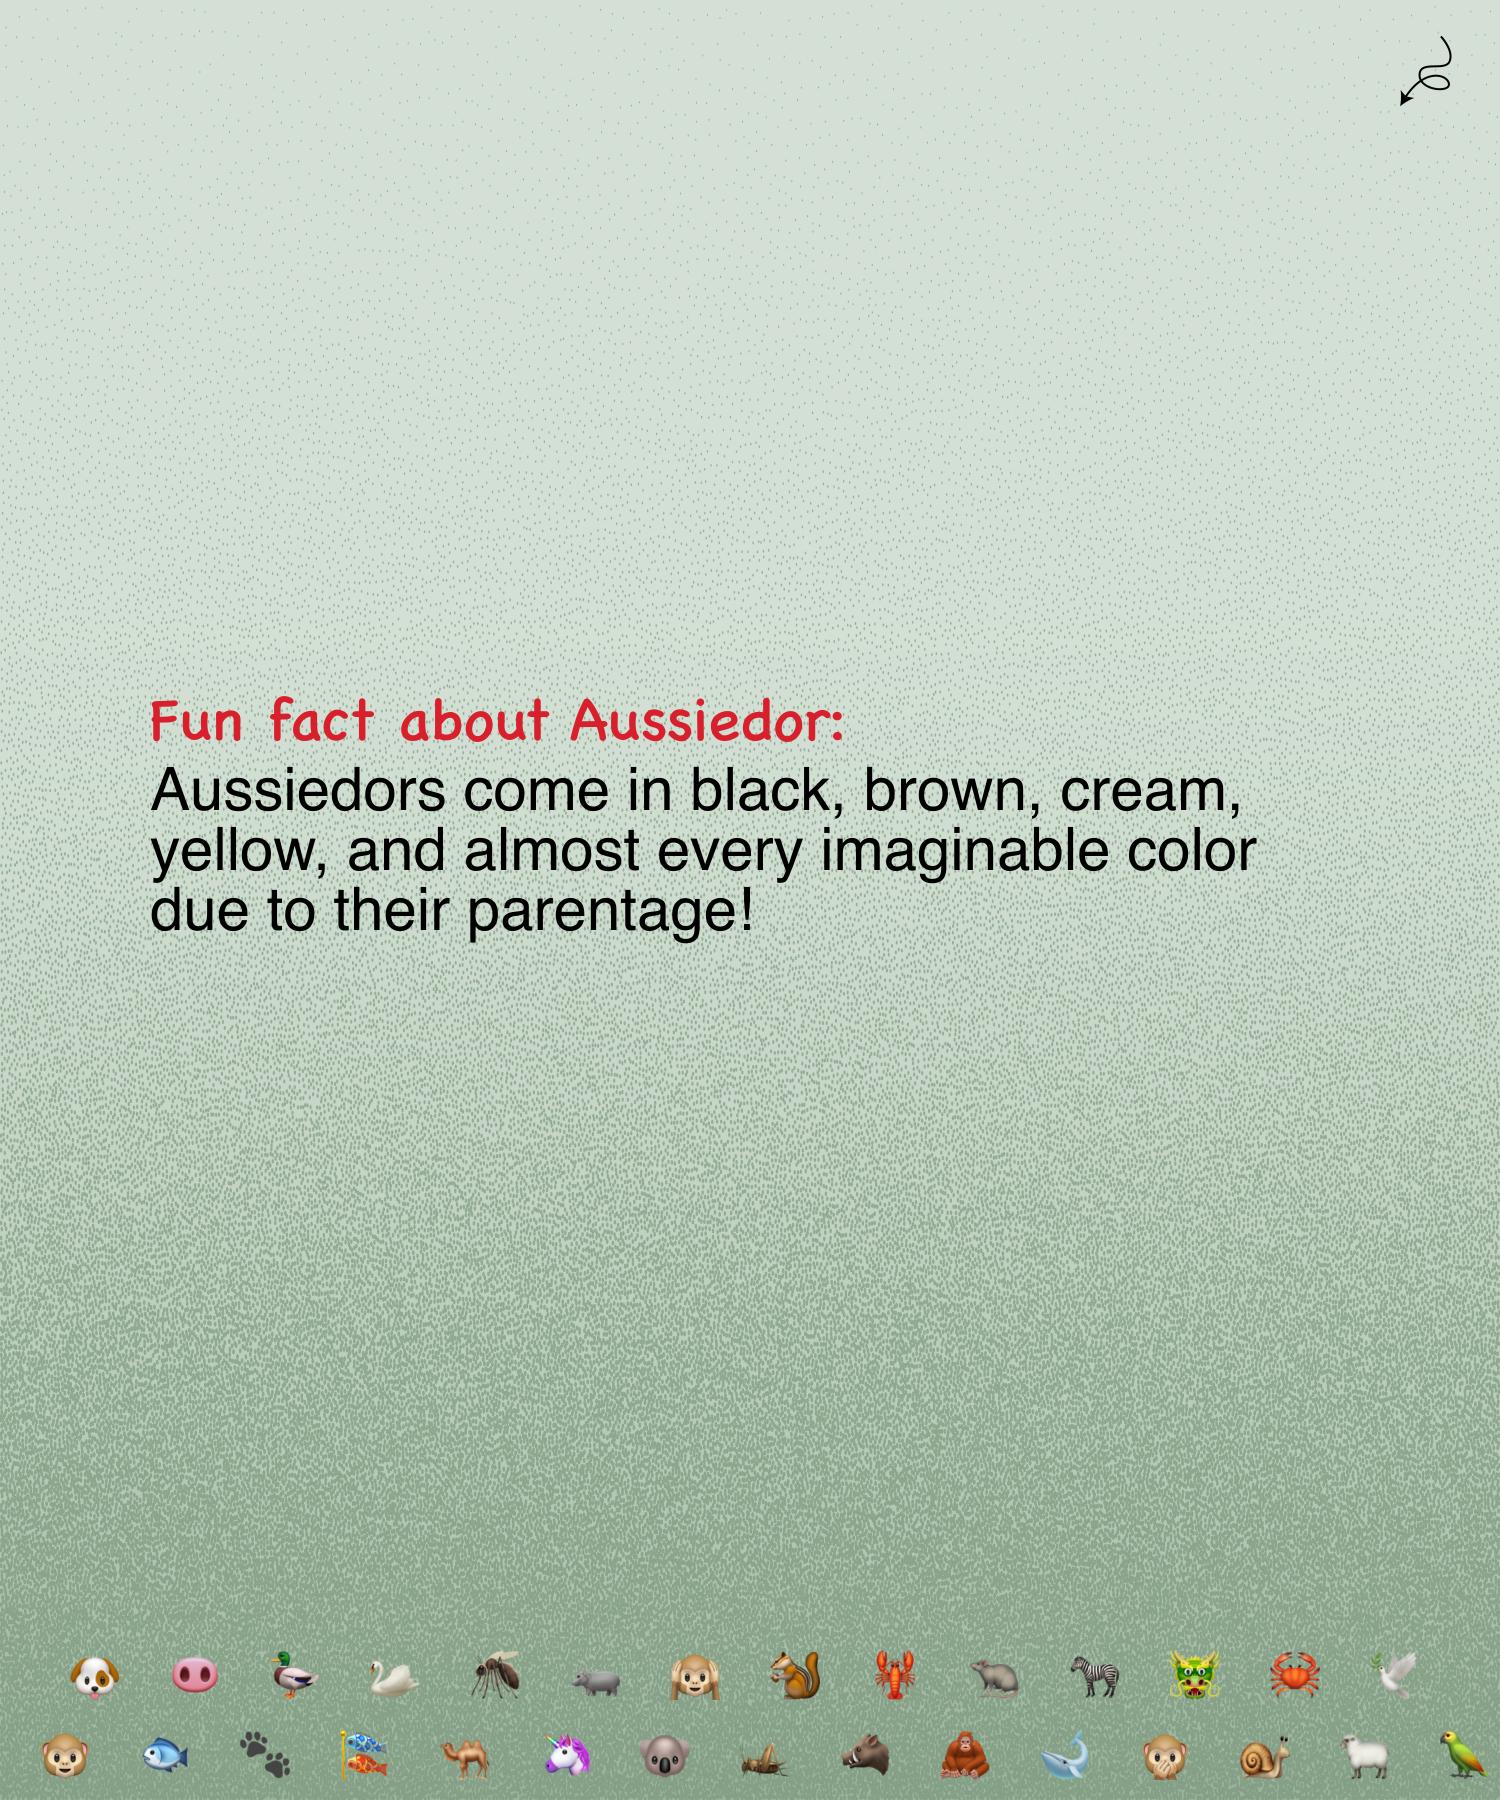 Fun fact about Aussiedor:
Aussiedors come in black, brown, cream,
yellow, and almost every imaginable color
due to their parentage!